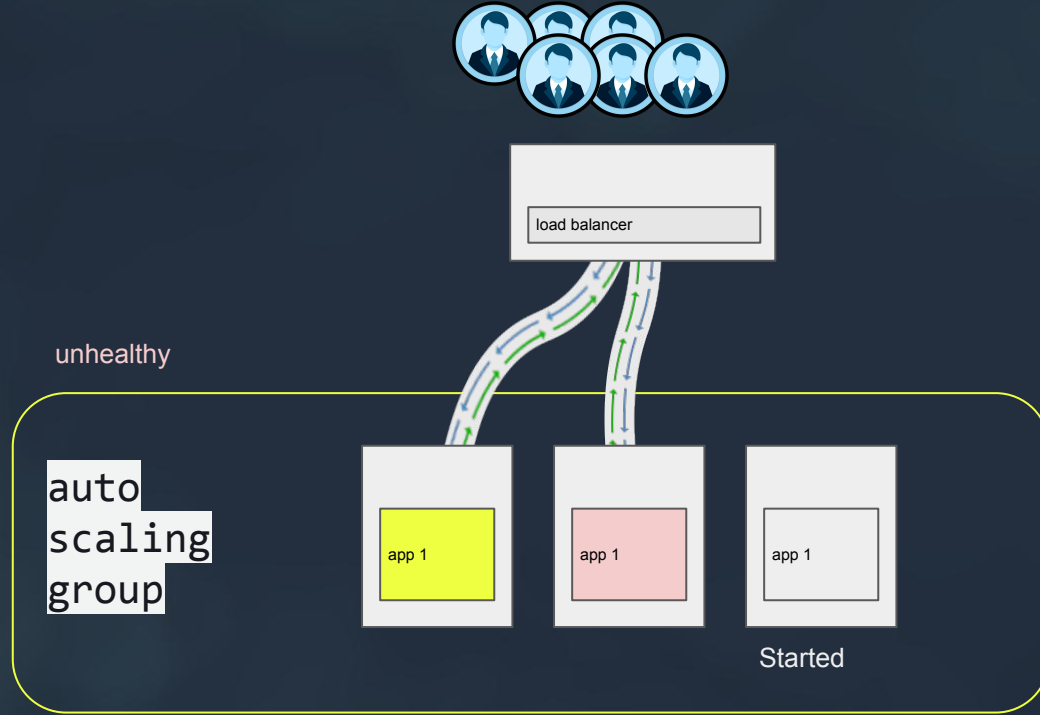 load balancer
unhealthy
auto
scaling
group
app 1
app 1
app 1
Started